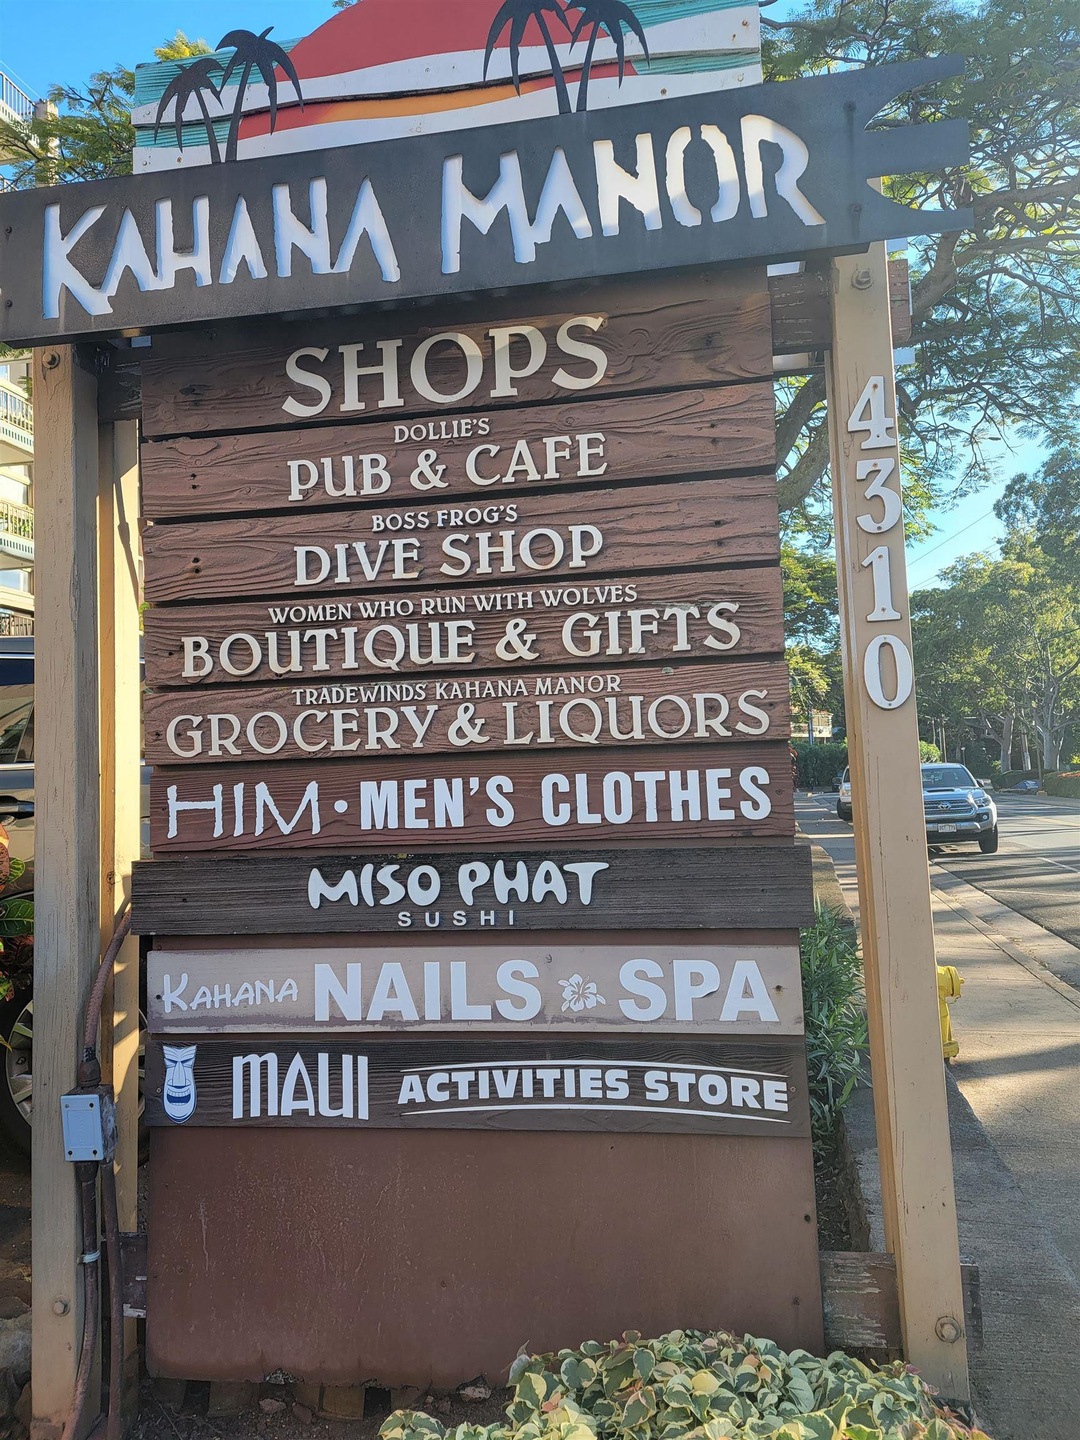 KAHANA MANOR
SHOPS
DOLLIE'S
PUB & CAFE
BOSS FROG'S
DIVE SHOP
WOMEN WHO RUN WITH WOLVES
BOUTIQUE & GIFTS
TRADEWINDS KAHANA MANOR
GROCERY & LIQUORS
HIM • MEN'S CLOTHES
MISO PHAT
SUSHI
KAHANA NAILS SPA
MAUI ACTIVITIES STORE
4310